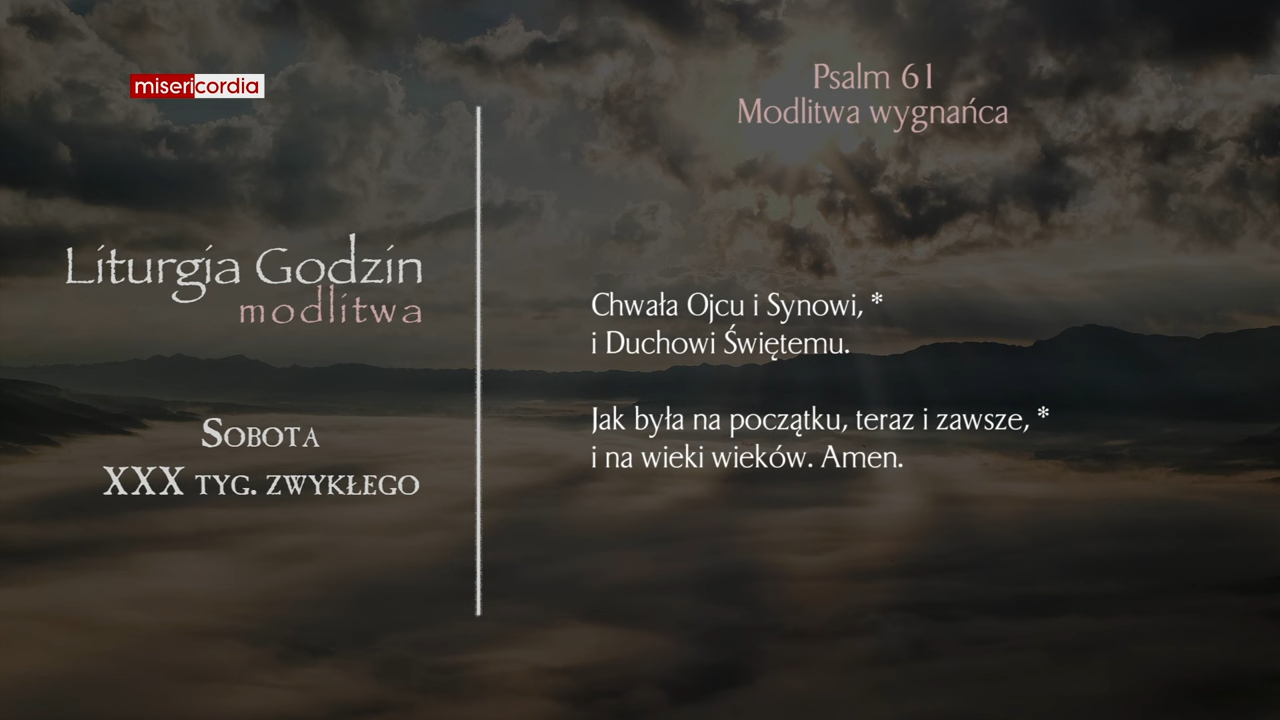 misericordia
Liturgia Godzin
modlitwa
Sobota
XXX tyg. zwykłego
Psalm 61
Modlitwa wygnańca
Chwała Ojcu i Synowi, *
i Duchowi Świętemu.
Jak była na początku, teraz i zawsze, *
i na wieki wieków. Amen.